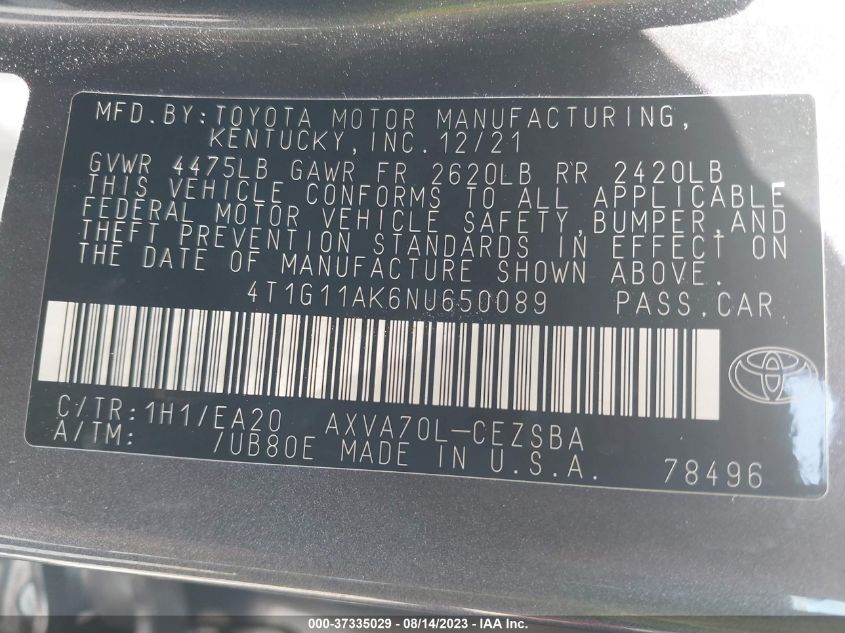 MFD.BY:TOYOTA MOTOR MANUFACTURING,
KENTUCKY, INC. 12/21
GVWR 4475LB GAWR FR 2620LB RR 2420LB
THIS VEHICLE CONFORMS TO ALL APPLICABLE
FEDERAL MOTOR VEHICLE SAFETY, BUMPER, AND
THEFT PREVENTION STANDARDS IN EFFECT ON
THE DATE OF MANUFACTURE SHOWN ABOVE.
4T1G11AK6NU650089 PASS.CAR
C/TR:1H1/EA20 AXVA70L-CEZSBA
A/TM: /UB80E MADE IN U.S.A. 78496
000-37335029 - 08/14/2023 - IAA Inc.